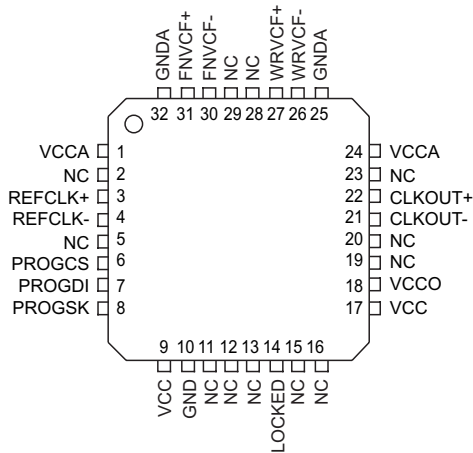 GNDA FNVCF+ FNVCF- NC NC WRVCF+ WRVCF- GNDA
32 31 30 29 28 27 26 25
VCCA 1 24 VCCA
NC 2 23 NC
REFCLK+ 3 22 CLKOUT+
REFCLK- 4 21 CLKOUT-
NC 5 20 NC
PROGCS 6 19 NC
PROGDI 7 18 VCCO
PROGSK 8 17 VCC
9 10 11 12 13 14 15 16
VCC GND NC NC NC LOCKED NC NC